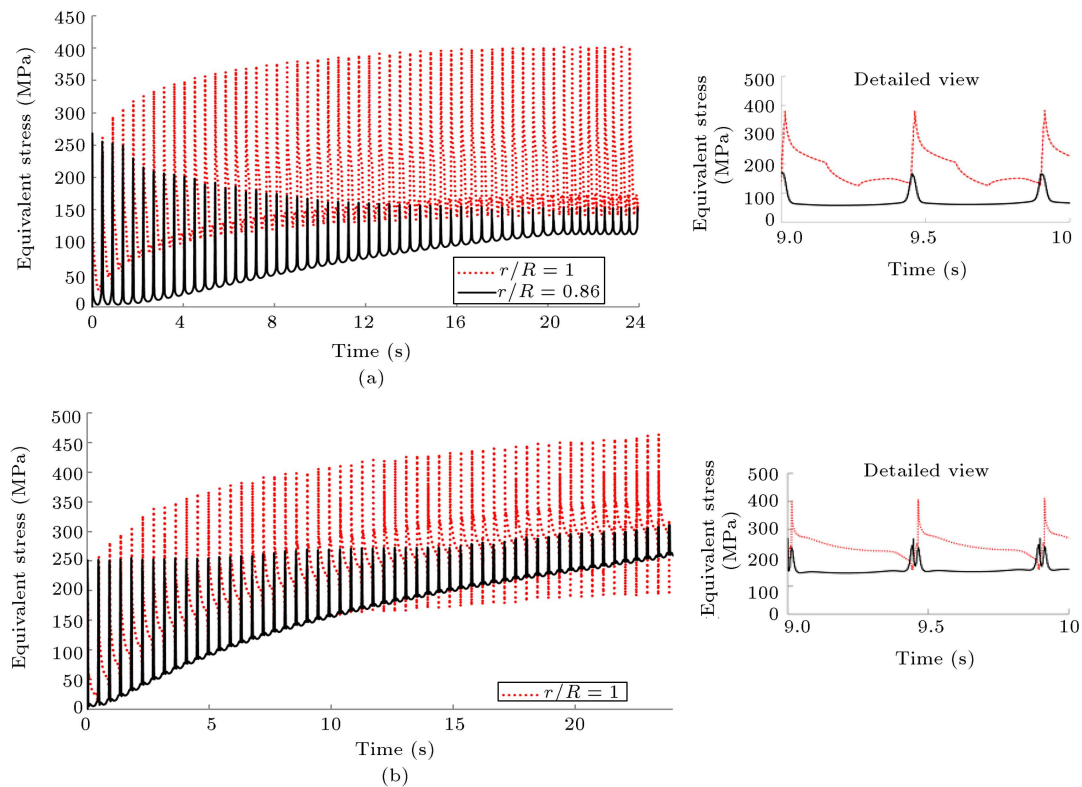 450
400
350
300
250
200
150
100
50
0
Equivalent stress (MPa)
0 4 8 12 16 20 24
Time (s)
r/R = 1
r/R = 0.86
(a)
Detailed view
500
400
300
200
100
0
Equivalent stress
(MPa)
9.0 9.5 10
Time (s)
500
450
400
350
300
250
200
150
100
50
0
Equivalent stress (MPa)
0 5 10 15 20
Time (s)
r/R = 1
(b)
Detailed view
500
400
300
200
100
0
Equivalent stress
(MPa)
9.0 9.5 10
Time (s)